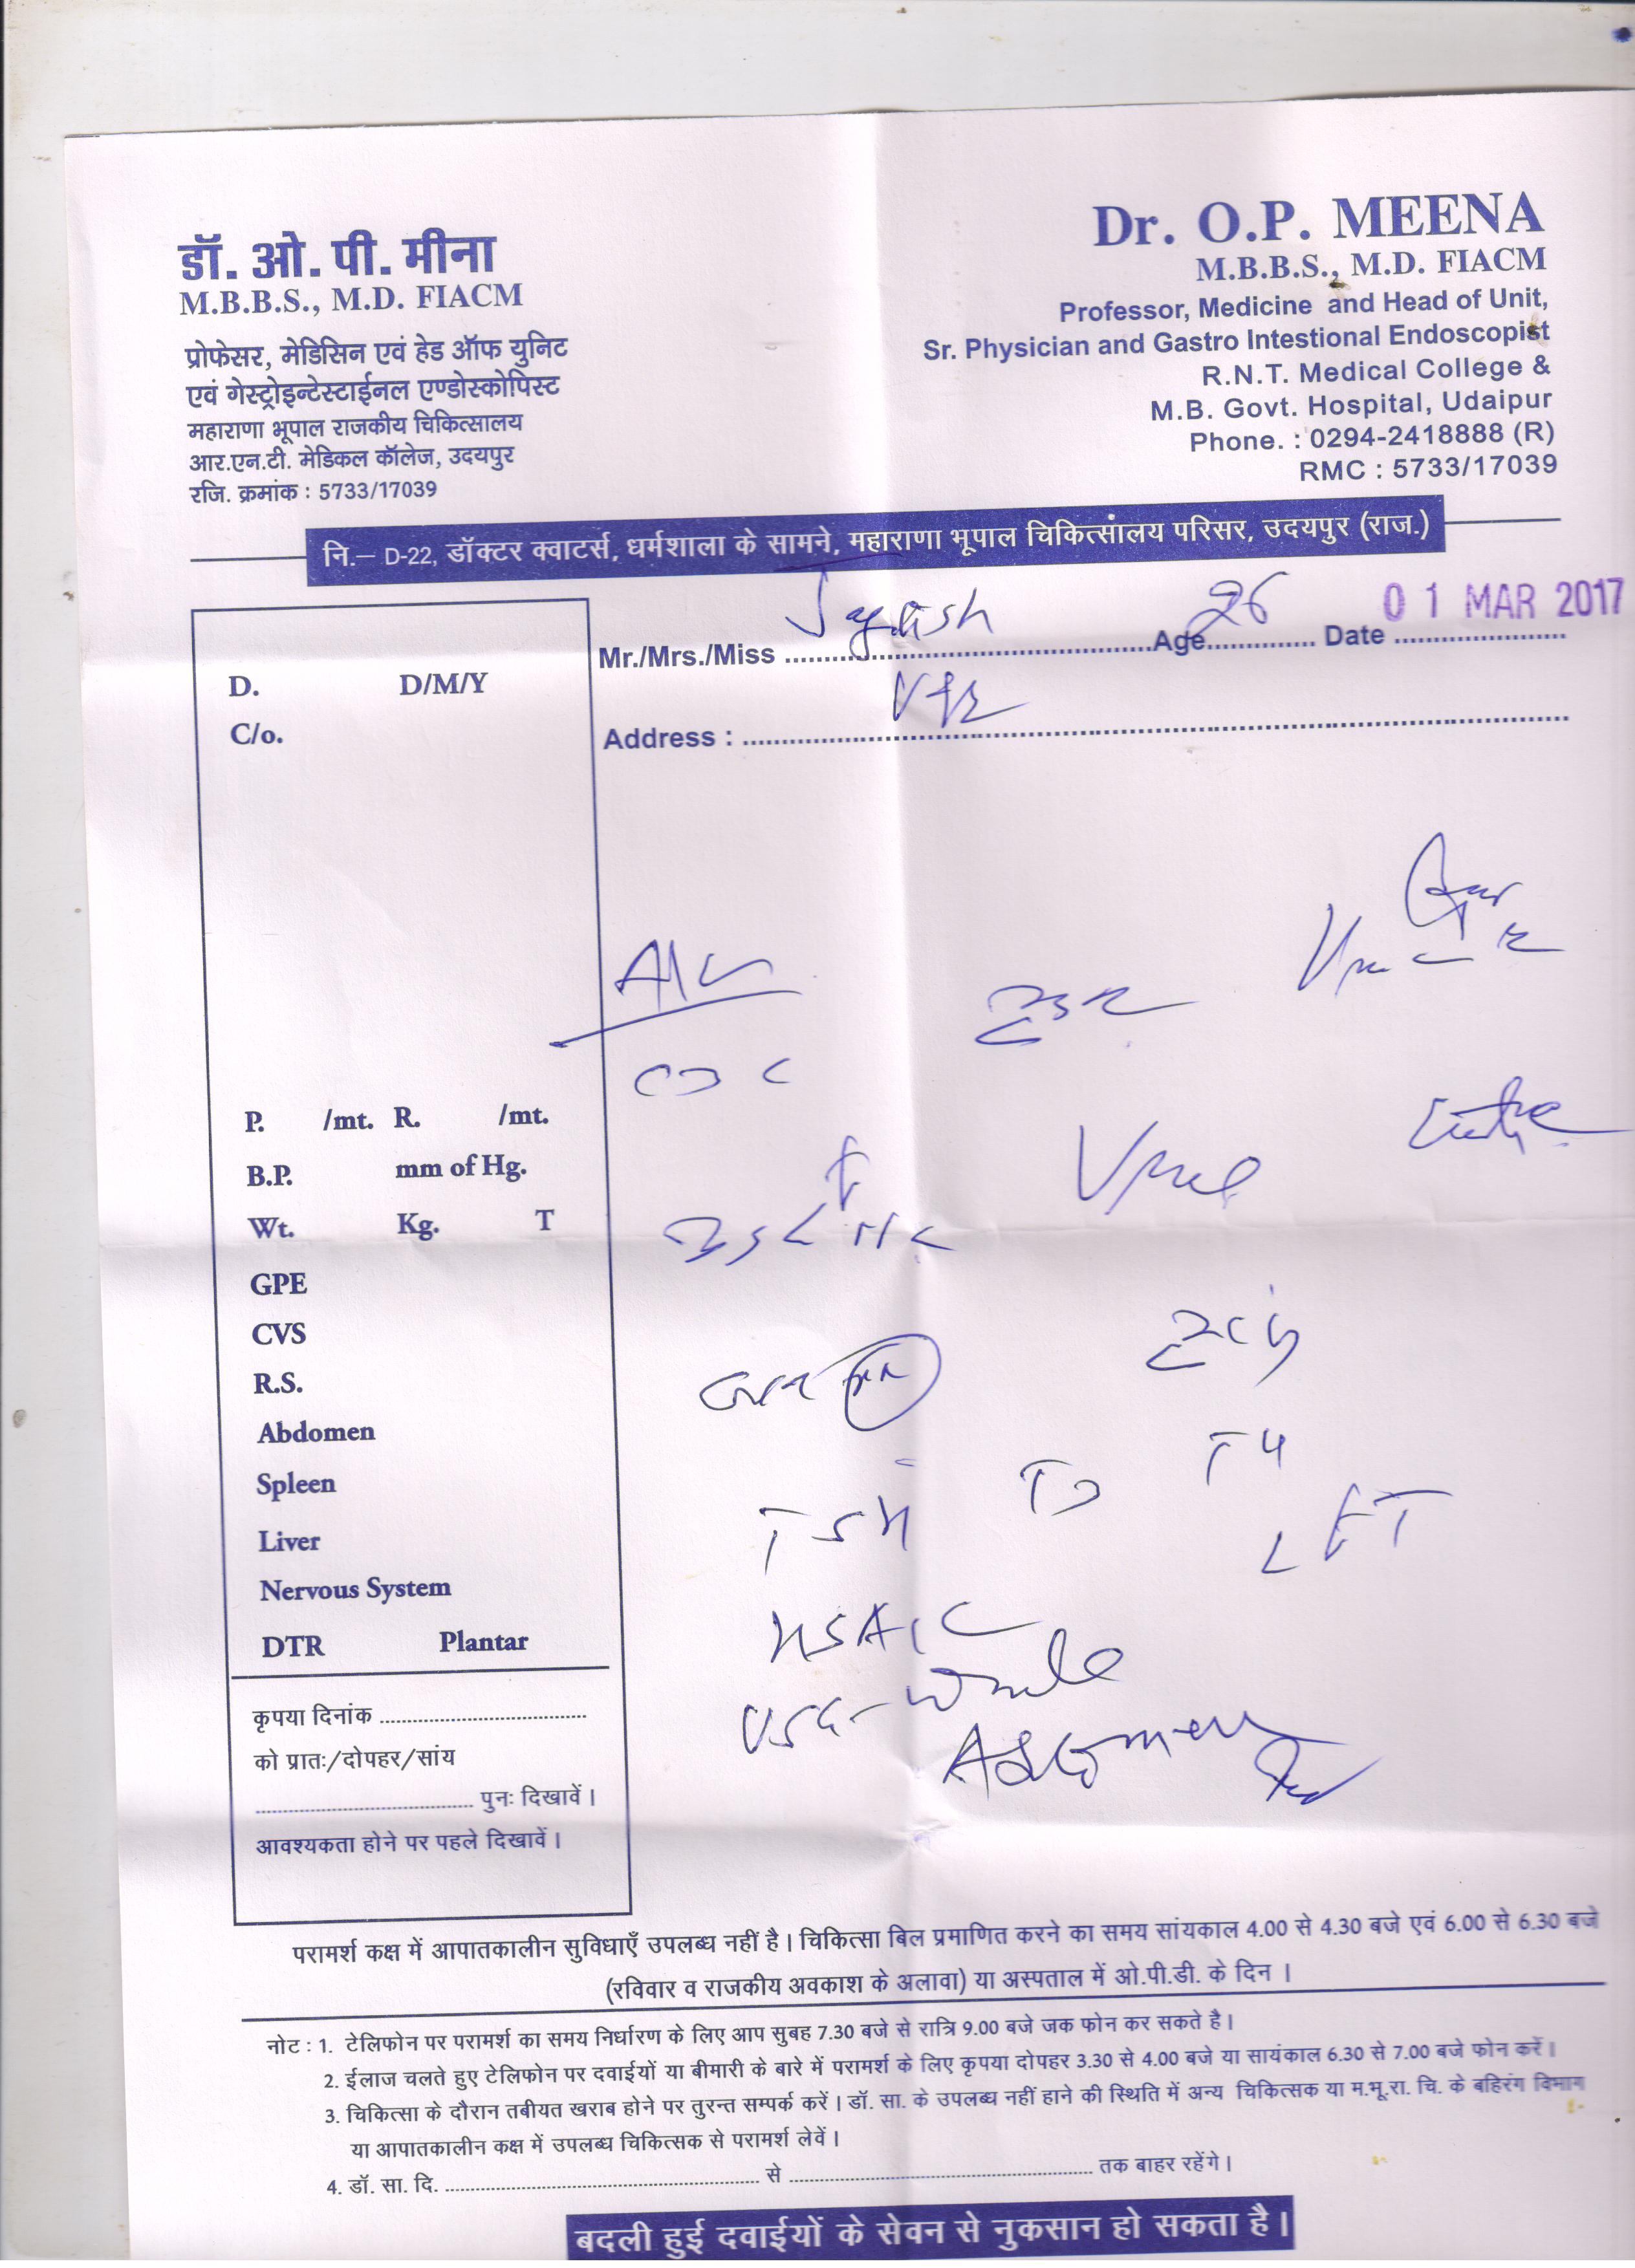 डॉ. ओ. पी. मीना
M.B.B.S., M.D. FIACM
प्रोफेसर, मेडिसिन एवं हेड ऑफ युनिट
एवं गेस्ट्रोइन्टेस्टाईनल एण्डोस्कोपिस्ट
महाराणा भूपाल राजकीय चिकित्सालय
आर.एन.टी. मेडिकल कॉलेज, उदयपुर
रजि. क्रमांक : 5733/17039
Dr. O.P. MEENA
M.B.B.S., M.D. FIACM
Professor, Medicine and Head of Unit,
Sr. Physician and Gastro Intestional Endoscopist
R.N.T. Medical College &
M.B. Govt. Hospital, Udaipur
Phone. : 0294-2418888 (R)
RMC : 5733/17039
नि.– D-22, डॉक्टर क्वाटर्स, धर्मशाला के सामने, महाराणा भूपाल चिकित्सालय परिसर, उदयपुर (राज.)
Mr./Mrs./Miss Age 26 Date 01 MAR 2017
Address :
D. D/M/Y
C/o.
P. /mt. R. /mt.
B.P. mm of Hg.
Wt. Kg. T
GPE
CVS
R.S.
Abdomen
Spleen
Liver
Nervous System
DTR Plantar
कृपया दिनांक
को प्रातः/दोपहर/सांय
पुनः दिखावें।
आवश्यकता होने पर पहले दिखावें।
CBC
TSH T3 T4
LFT
Whole
Abdomen
परामर्श कक्ष में आपातकालीन सुविधाएँ उपलब्ध नहीं है। चिकित्सा बिल प्रमाणित करने का समय सांयकाल 4.00 से 4.30 बजे एवं 6.00 से 6.30 बजे
(रविवार व राजकीय अवकाश के अलावा) या अस्पताल में ओ.पी.डी. के दिन ।
नोट : 1. टेलिफोन पर परामर्श का समय निर्धारण के लिए आप सुबह 7.30 बजे से रात्रि 9.00 बजे जक फोन कर सकते है।
2. ईलाज चलते हुए टेलिफोन पर दवाईयों या बीमारी के बारे में परामर्श के लिए कृपया दोपहर 3.30 से 4.00 बजे या सायंकाल 6.30 से 7.00 बजे फोन करें।
3. चिकित्सा के दौरान तबीयत खराब होने पर तुरन्त सम्पर्क करें। डॉ. सा. के उपलब्ध नहीं हाने की स्थिति में अन्य चिकित्सक या म.भू.रा. चि. के बहिरंग विभाग
या आपातकालीन कक्ष में उपलब्ध चिकित्सक से परामर्श लेवें।
4. डॉ. सा. दि. से तक बाहर रहेंगे।
बदली हुई दवाईयों के सेवन से नुकसान हो सकता है।